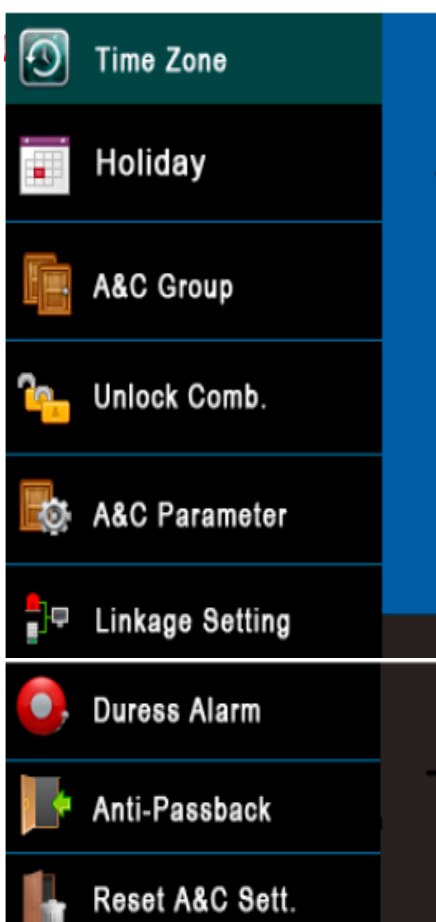 Time Zone
Holiday
A&C Group
Unlock Comb.
A&C Parameter
Linkage Setting
Duress Alarm
Anti-Passback
Reset A&C Sett.